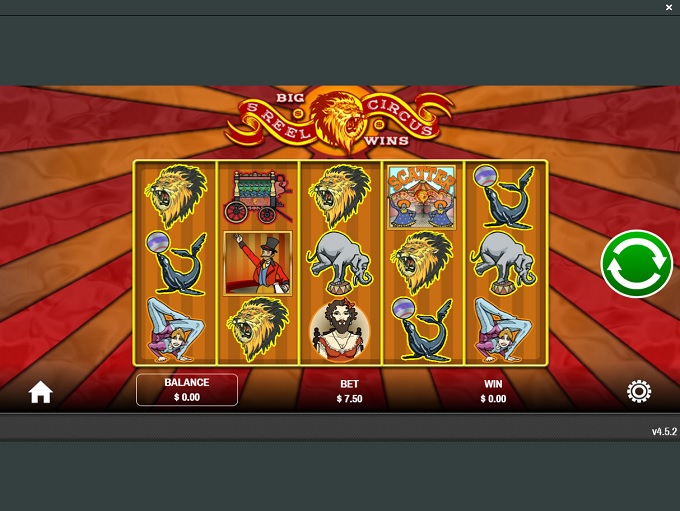 BIG
5 REEL CIRCUS
WINS
SCATTER
BALANCE
$ 0.00
BET
$ 7.50
WIN
$ 0.00
v4.5.2